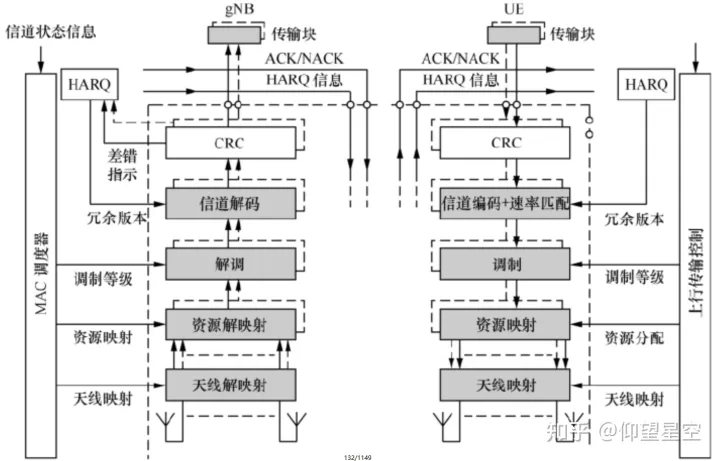 gNB
UE
信道状态信息
传输块
传输块
ACK/NACK
ACK/NACK
HARQ
HARQ 信息
HARQ 信息
HARQ
CRC
CRC
差错
指示
信道解码
信道编码+速率匹配
冗余版本
冗余版本
MAC 调度器
上行传输控制
解调
调制
调制等级
调制等级
资源解映射
资源映射
资源映射
资源分配
天线解映射
天线映射
天线映射
天线映射
知乎 @仰望星空
132/1149